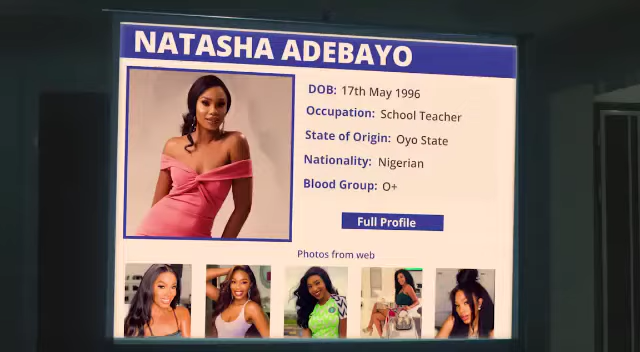 NATASHA ADEBAYO
DOB: 17th May 1996
Occupation: School Teacher
State of Origin: Oyo State
Nationality: Nigerian
Blood Group: O+
Full Profile
Photos from web